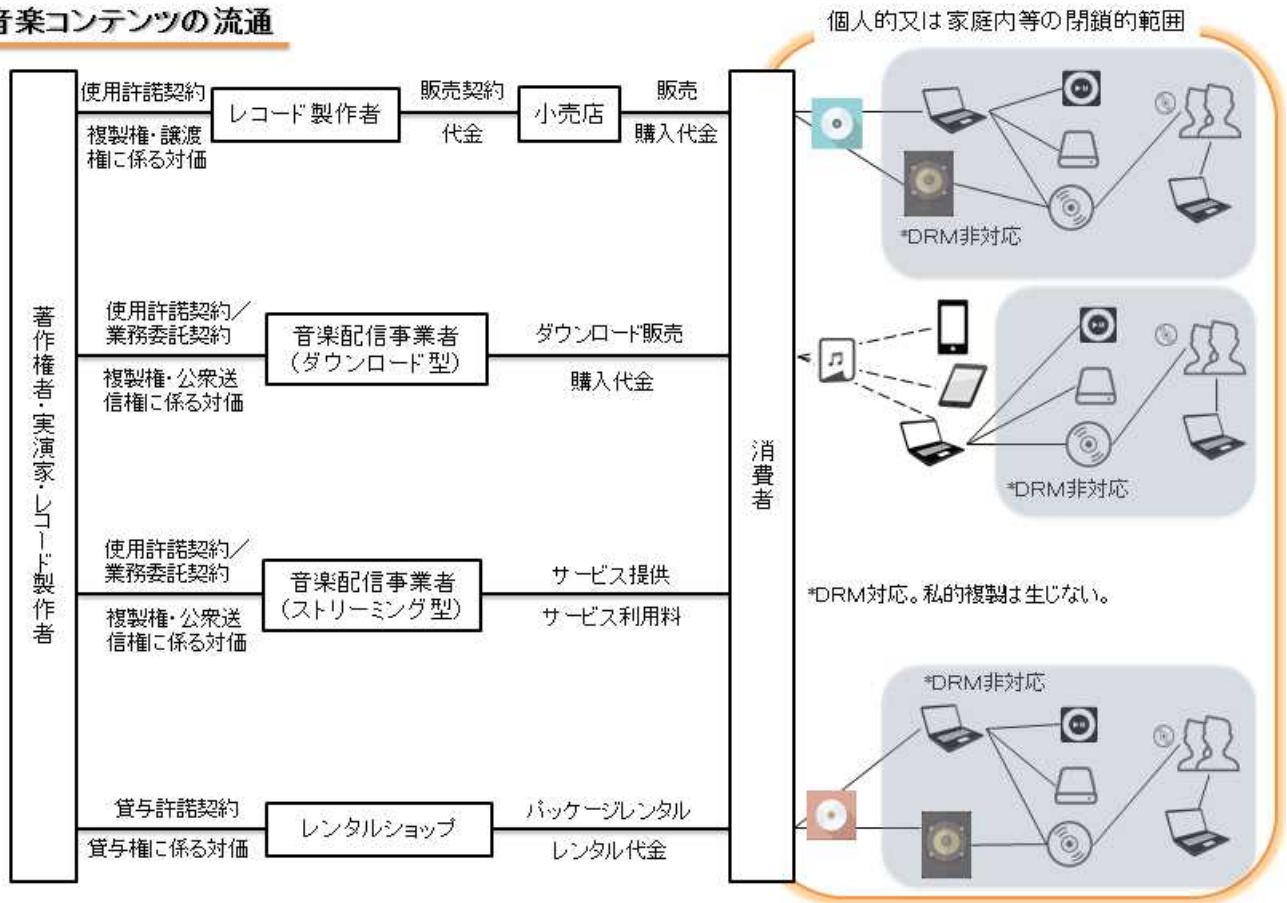 音楽コンテンツの流通
個人的又は家庭内等の閉鎖的範囲
使用許諾契約
複製権・譲渡
権に係る対価
レコード製作者
販売契約
代金
小売店
販売
購入代金
*DRM非対応
著作権者・実演家・レコード製作者
使用許諾契約／
業務委託契約
複製権・公衆送
信権に係る対価
音楽配信事業者
(ダウンロード型)
ダウンロード販売
購入代金
消費者
*DRM非対応
使用許諾契約／
業務委託契約
複製権・公衆送
信権に係る対価
音楽配信事業者
(ストリーミング型)
サービス提供
サービス利用料
*DRM対応。私的複製は生じない。
*DRM非対応
貸与許諾契約
貸与権に係る対価
レンタルショップ
パッケージレンタル
レンタル代金